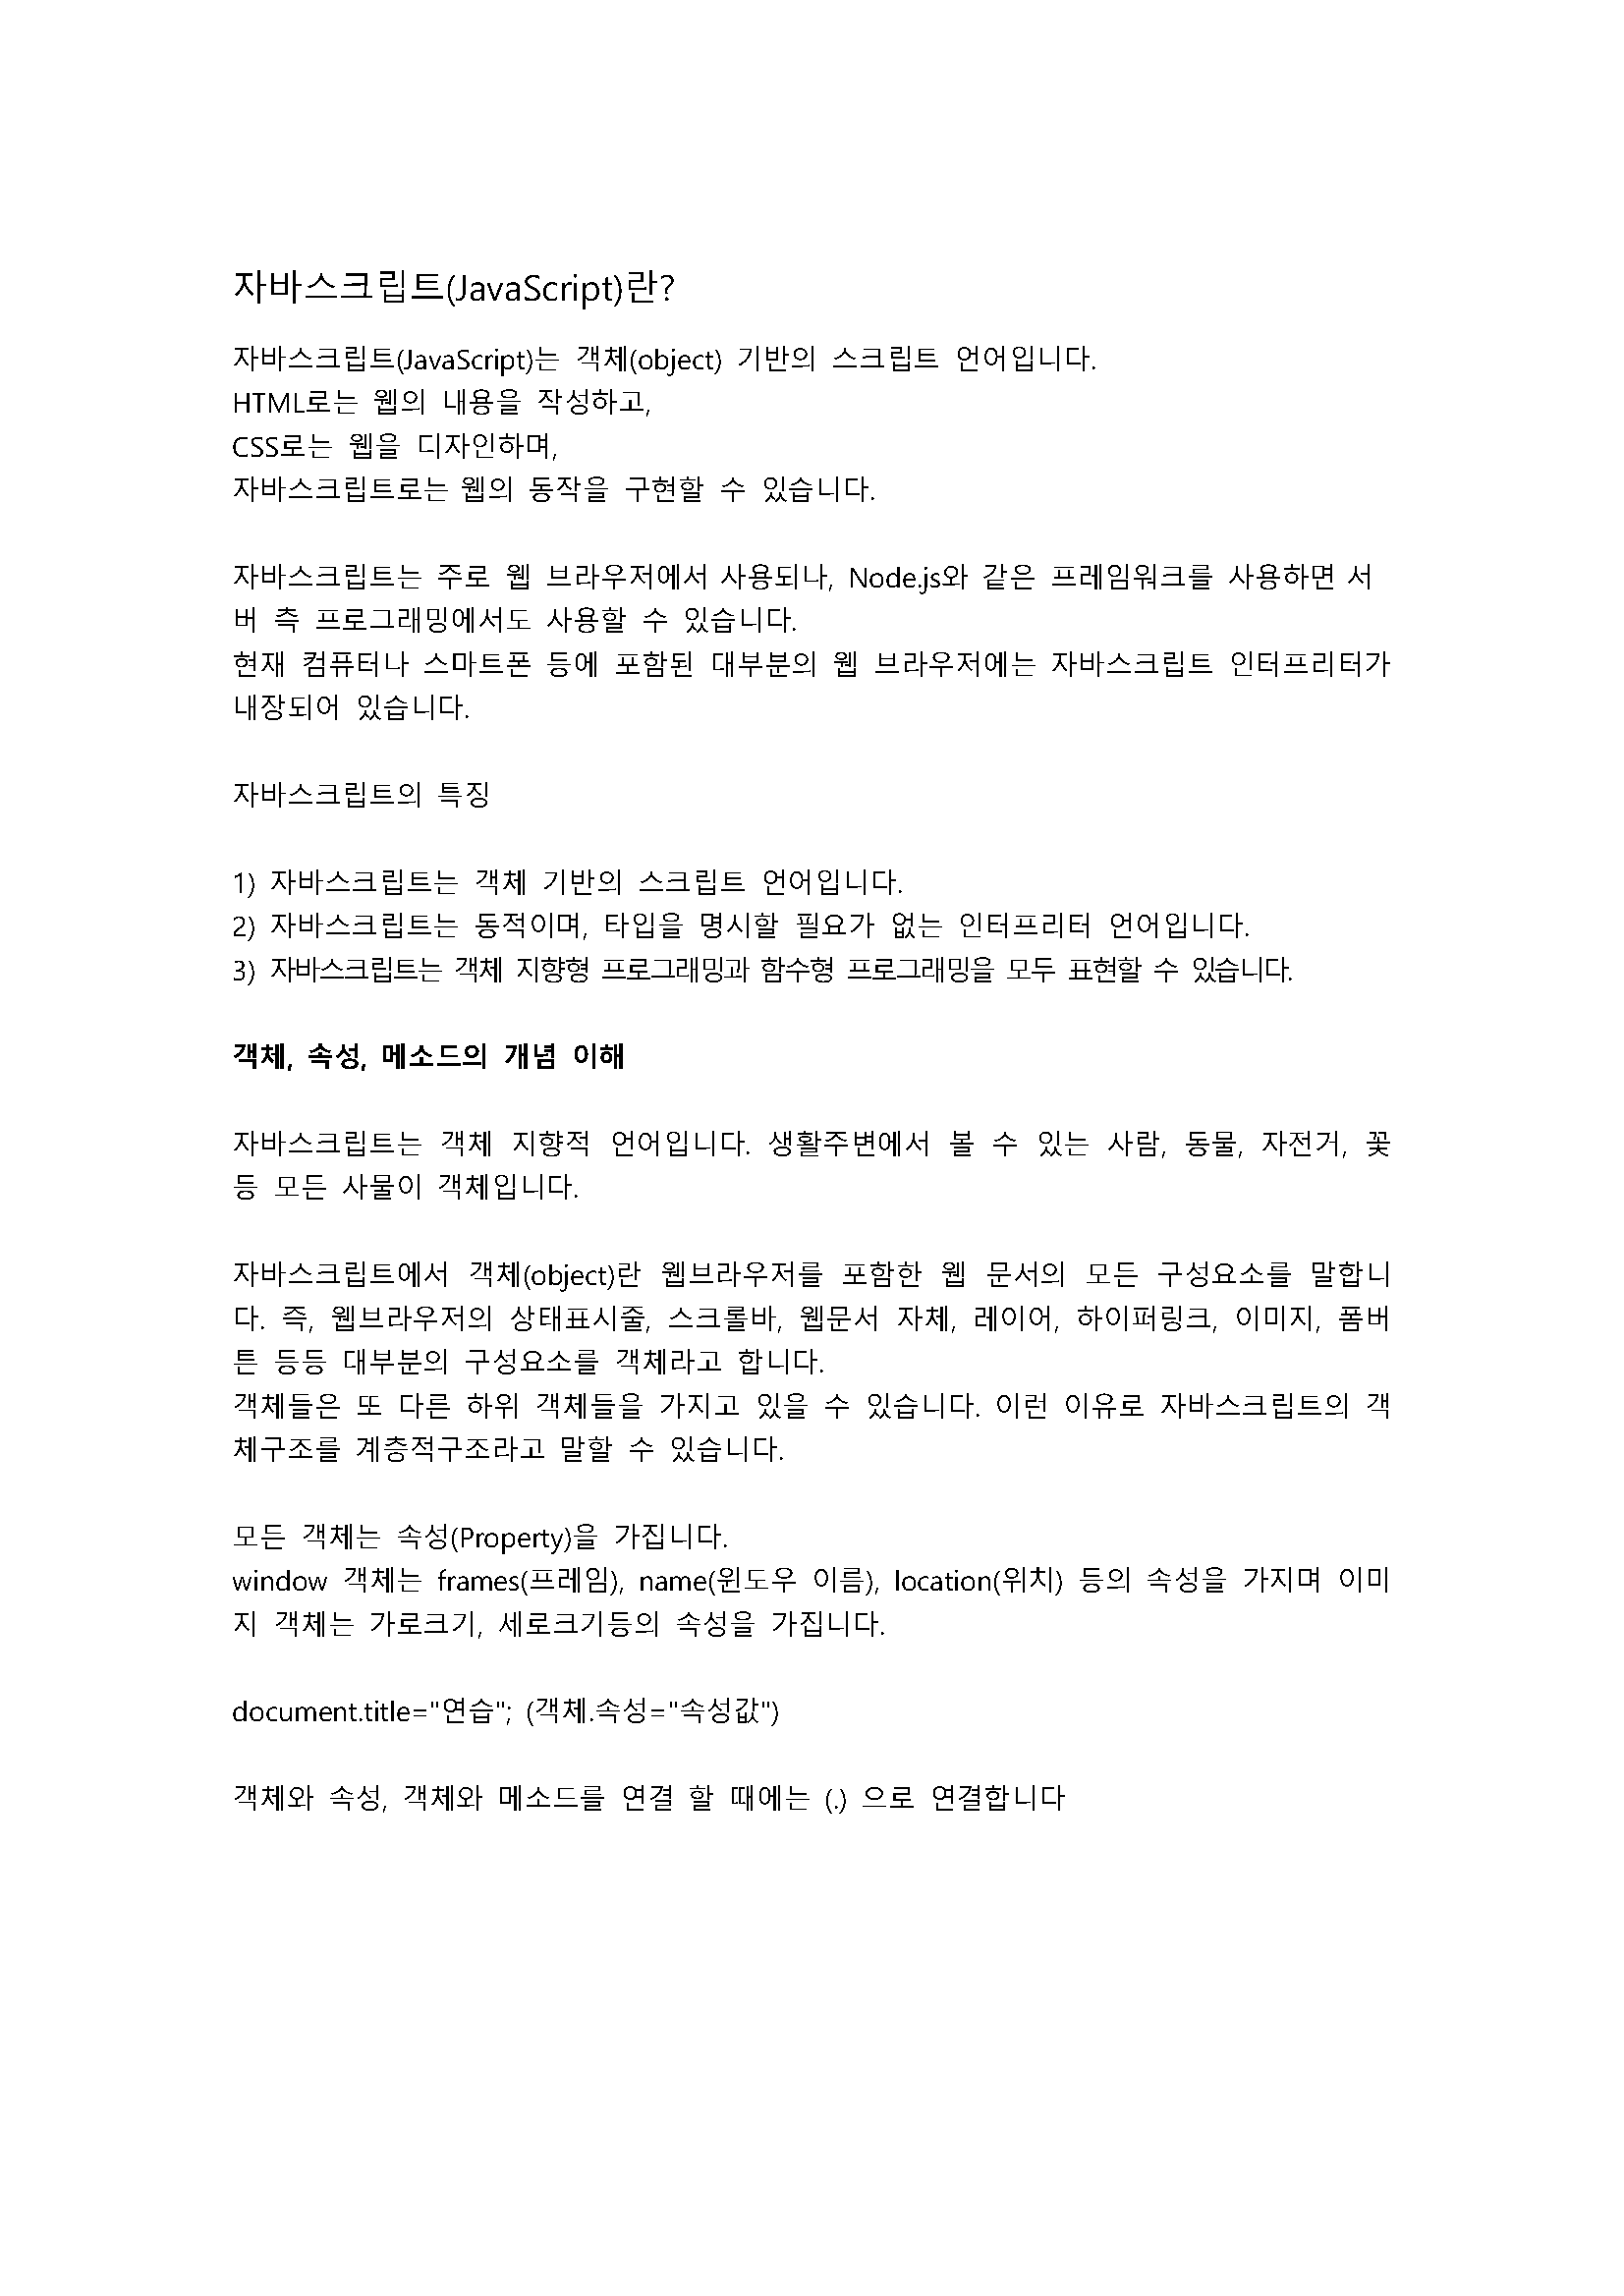 자바스크립트(JavaScript)란?
자바스크립트(JavaScript)는 객체(object) 기반의 스크립트 언어입니다.
HTML로는 웹의 내용을 작성하고,
CSS로는 웹을 디자인하며,
자바스크립트로는 웹의 동작을 구현할 수 있습니다.
자바스크립트는 주로 웹 브라우저에서 사용되나, Node.js와 같은 프레임워크를 사용하면 서
버 측 프로그래밍에서도 사용할 수 있습니다.
현재 컴퓨터나 스마트폰 등에 포함된 대부분의 웹 브라우저에는 자바스크립트 인터프리터가
내장되어 있습니다.
자바스크립트의 특징
1) 자바스크립트는 객체 기반의 스크립트 언어입니다.
2) 자바스크립트는 동적이며, 타입을 명시할 필요가 없는 인터프리터 언어입니다.
3) 자바스크립트는 객체 지향형 프로그래밍과 함수형 프로그래밍을 모두 표현할 수 있습니다.
객체, 속성, 메소드의 개념 이해
자바스크립트는 객체 지향적 언어입니다. 생활주변에서 볼 수 있는 사람, 동물, 자전거, 꽃
등 모든 사물이 객체입니다.
자바스크립트에서 객체(object)란 웹브라우저를 포함한 웹 문서의 모든 구성요소를 말합니
다. 즉, 웹브라우저의 상태표시줄, 스크롤바, 웹문서 자체, 레이어, 하이퍼링크, 이미지, 폼버
튼 등등 대부분의 구성요소를 객체라고 합니다.
객체들은 또 다른 하위 객체들을 가지고 있을 수 있습니다. 이런 이유로 자바스크립트의 객
체구조를 계층적구조라고 말할 수 있습니다.
모든 객체는 속성(Property)을 가집니다.
window 객체는 frames(프레임), name(윈도우 이름), location(위치) 등의 속성을 가지며 이미
지 객체는 가로크기, 세로크기등의 속성을 가집니다.
document.title="연습"; (객체.속성="속성값")
객체와 속성, 객체와 메소드를 연결 할 때에는 (.) 으로 연결합니다